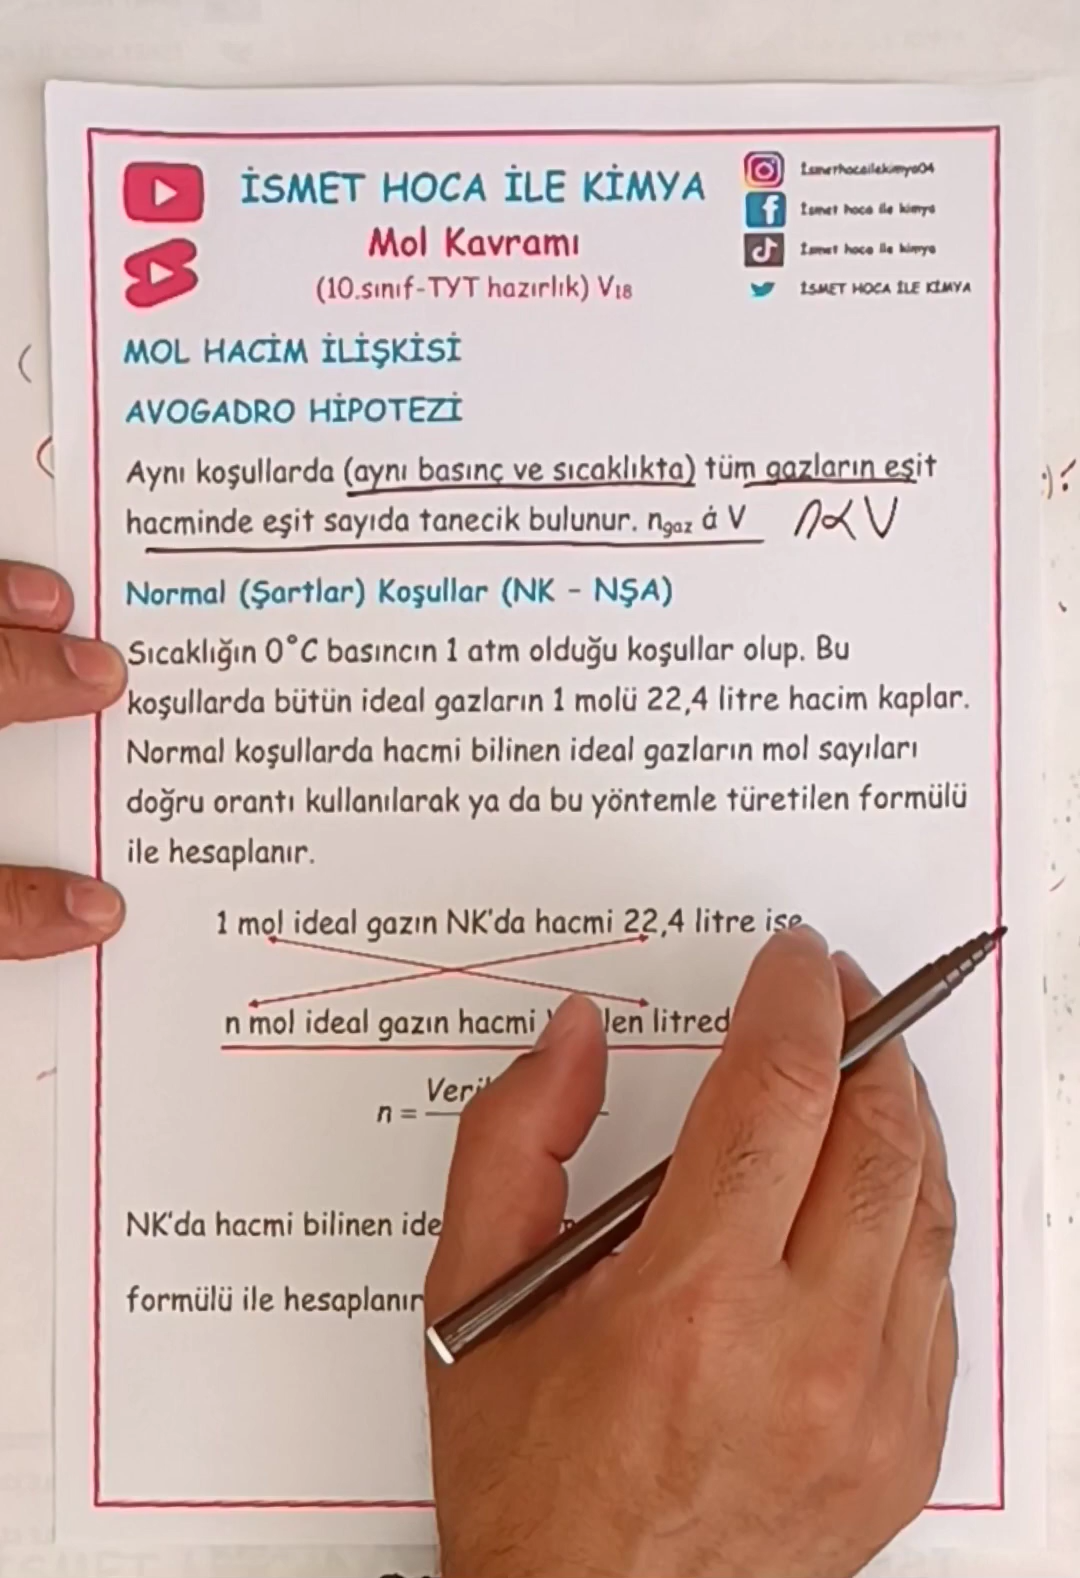 İSMET HOCA İLE KİMYA
Mol Kavramı
(10.sınıf-TYT hazırlık) V18
İsmethocailekimya04
İsmet hoca ile kimya
İsmet hoca ile kimya
İSMET HOCA İLE KİMYA
MOL HACİM İLİŞKİSİ
AVOGADRO HİPOTEZİ
Aynı koşullarda (aynı basınç ve sıcaklıkta) tüm gazların eşit
hacminde eşit sayıda tanecik bulunur. ngaz á V n∝V
Normal (Şartlar) Koşullar (NK - NŞA)
Sıcaklığın 0°C basıncın 1 atm olduğu koşullar olup. Bu
koşullarda bütün ideal gazların 1 molü 22,4 litre hacim kaplar.
Normal koşullarda hacmi bilinen ideal gazların mol sayıları
doğru orantı kullanılarak ya da bu yöntemle türetilen formülü
ile hesaplanır.
1 mol ideal gazın NK'da hacmi 22,4 litre ise
n mol ideal gazın hacmi
n =
NK'da hacmi bilinen
formülü ile hesaplanır